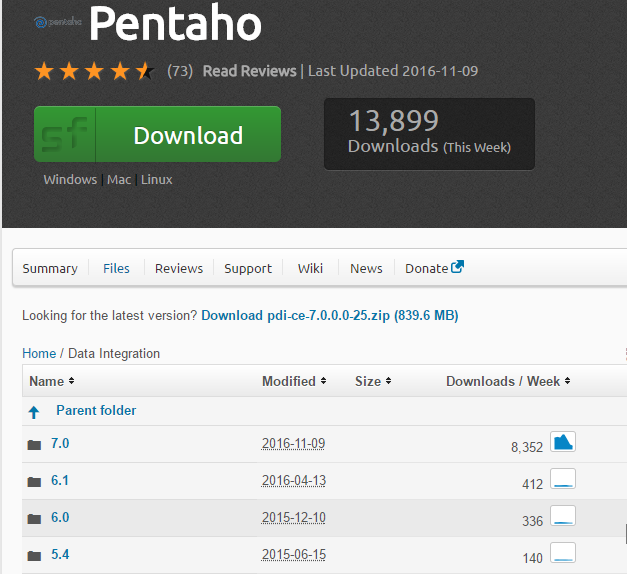 pentaho Pentaho
(73) Read Reviews | Last Updated 2016-11-09
sf Download
13,899
Downloads (This Week)
Windows | Mac | Linux
Summary Files Reviews Support Wiki News Donate
Looking for the latest version? Download pdi-ce-7.0.0.0-25.zip (839.6 MB)
Home / Data Integration
Name Modified Size Downloads / Week
Parent folder
7.0 2016-11-09 8,352
6.1 2016-04-13 412
6.0 2015-12-10 336
5.4 2015-06-15 140